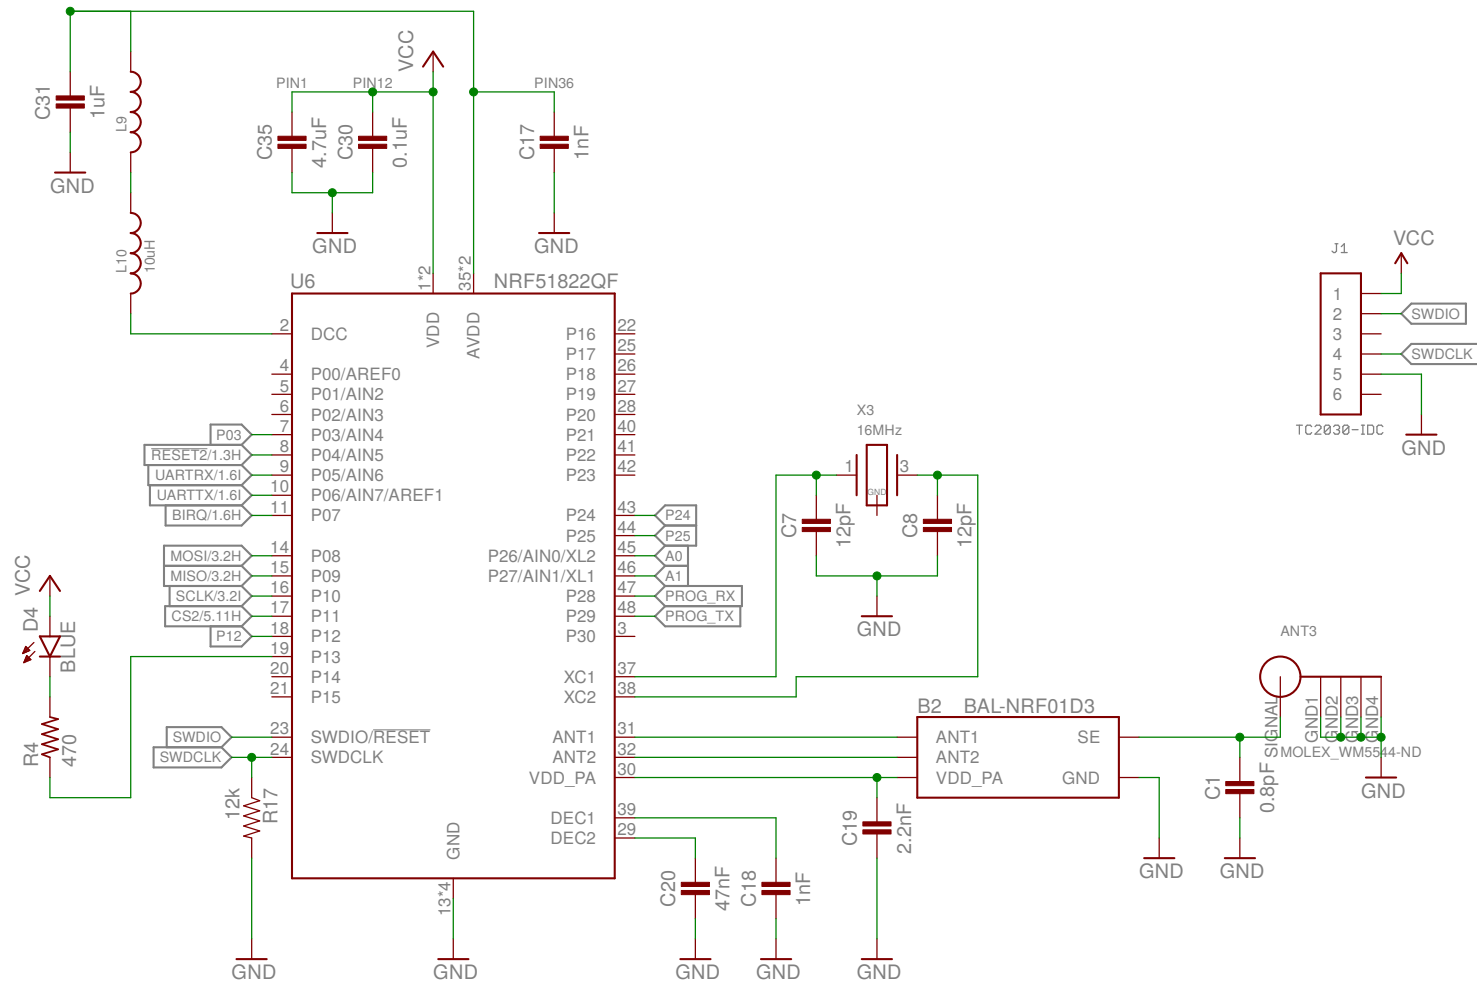 C31
1uF
GND
L9
L10
10uH
VCC
PIN1
PIN12
PIN36
C35
4.7uF
C30
0.1uF
C17
1nF
GND
GND
U6
1*2
35*2
NRF51822QF
2 DCC
VDD
AVDD
4 P00/AREF0
5 P01/AIN2
6 P02/AIN3
P03 7 P03/AIN4
RESET2/1.3H 8 P04/AIN5
UARTRX/1.6I 9 P05/AIN6
UARTTX/1.6I 10 P06/AIN7/AREF1
BIRQ/1.6H 11 P07
MOSI/3.2H 14 P08
MISO/3.2H 15 P09
SCLK/3.2I 16 P10
CS2/5.11H 17 P11
P12 18 P12
19 P13
20 P14
21 P15
SWDIO 23 SWDIO/RESET
SWDCLK 24 SWDCLK
P16 22
P17 25
P18 26
P19 27
P20 28
P21 40
P22 41
P23 42
P24 43 P24
P25 44 P25
P26/AIN0/XL2 45 A0
P27/AIN1/XL1 46 A1
P28 47 PROG_RX
P29 48 PROG_TX
P30 3
XC1 37
XC2 38
ANT1 31
ANT2 32
VDD_PA 30
DEC1 39
DEC2 29
GND
13*4
GND
VCC
D4
BLUE
R4
470
12k
R17
GND
X3
16MHz
1
3
GND
C7
12pF
C8
12pF
GND
C20
47nF
C18
1nF
GND
GND
C19
2.2nF
GND
B2 BAL-NRF01D3
ANT1
ANT2
VDD_PA
SE
GND
GND
C1
0.8pF
GND
ANT3
SIGNAL
GND1
GND2
GND3
GND4
MOLEX_WM5544-ND
GND
J1
VCC
1
2 SWDIO
3
4 SWDCLK
5
6
TC2030-IDC
GND